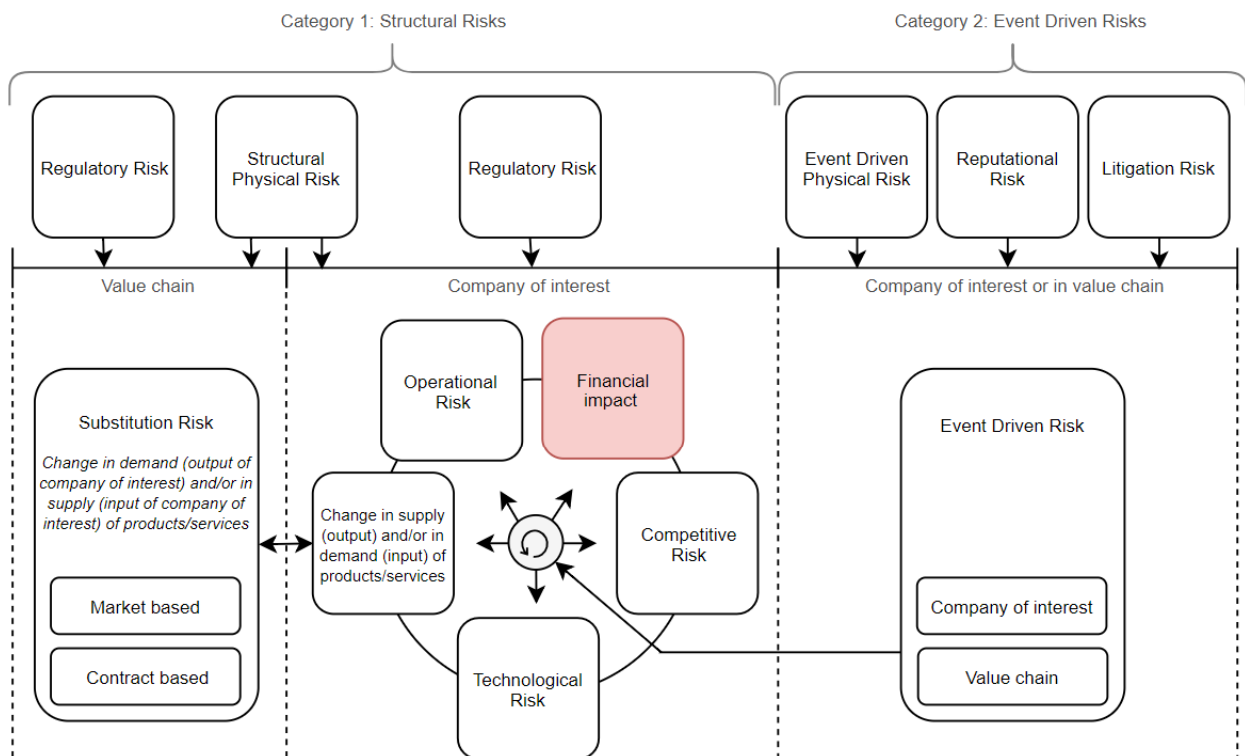 Category 1: Structural Risks
Category 2: Event Driven Risks
Regulatory Risk
Structural
Physical Risk
Regulatory Risk
Event Driven
Physical Risk
Reputational
Risk
Litigation Risk
Value chain
Company of interest
Company of interest or in value chain
Substitution Risk
Change in demand (output of
company of interest) and/or in
supply (input of company of
interest) of products/services
Market based
Contract based
Operational
Risk
Financial
impact
Change in supply
(output) and/or in
demand (input) of
products/services
Competitive
Risk
Technological
Risk
Event Driven Risk
Company of interest
Value chain